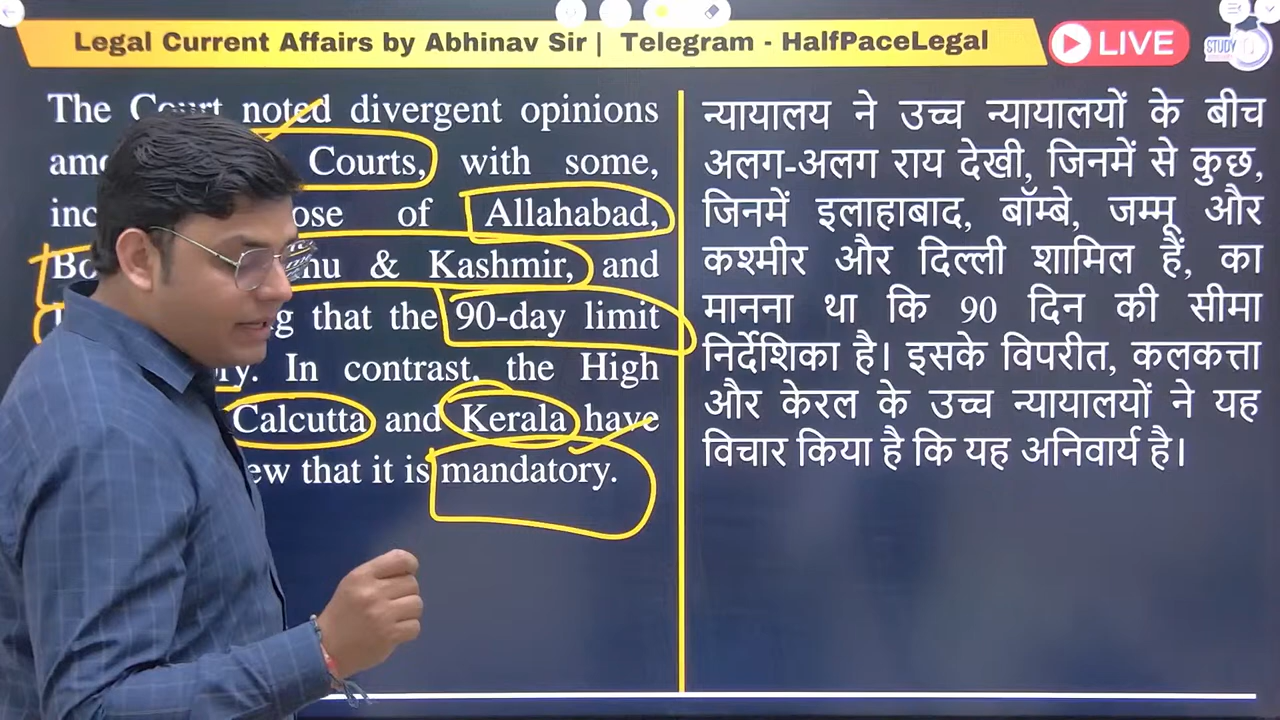 Legal Current Affairs by Abhinav Sir | Telegram - HalfPaceLegal
LIVE
STUDY
The Court noted divergent opinions
Courts, with some,
of Allahabad,
& Kashmir, and
that the 90-day limit
In contrast, the High
Calcutta and Kerala have
that it is mandatory.
न्यायालय ने उच्च न्यायालयों के बीच
अलग-अलग राय देखी, जिनमें से कुछ,
जिनमें इलाहाबाद, बॉम्बे, जम्मू और
कश्मीर और दिल्ली शामिल हैं, का
मानना था कि 90 दिन की सीमा
निर्देशिका है। इसके विपरीत, कलकत्ता
और केरल के उच्च न्यायालयों ने यह
विचार किया है कि यह अनिवार्य है।